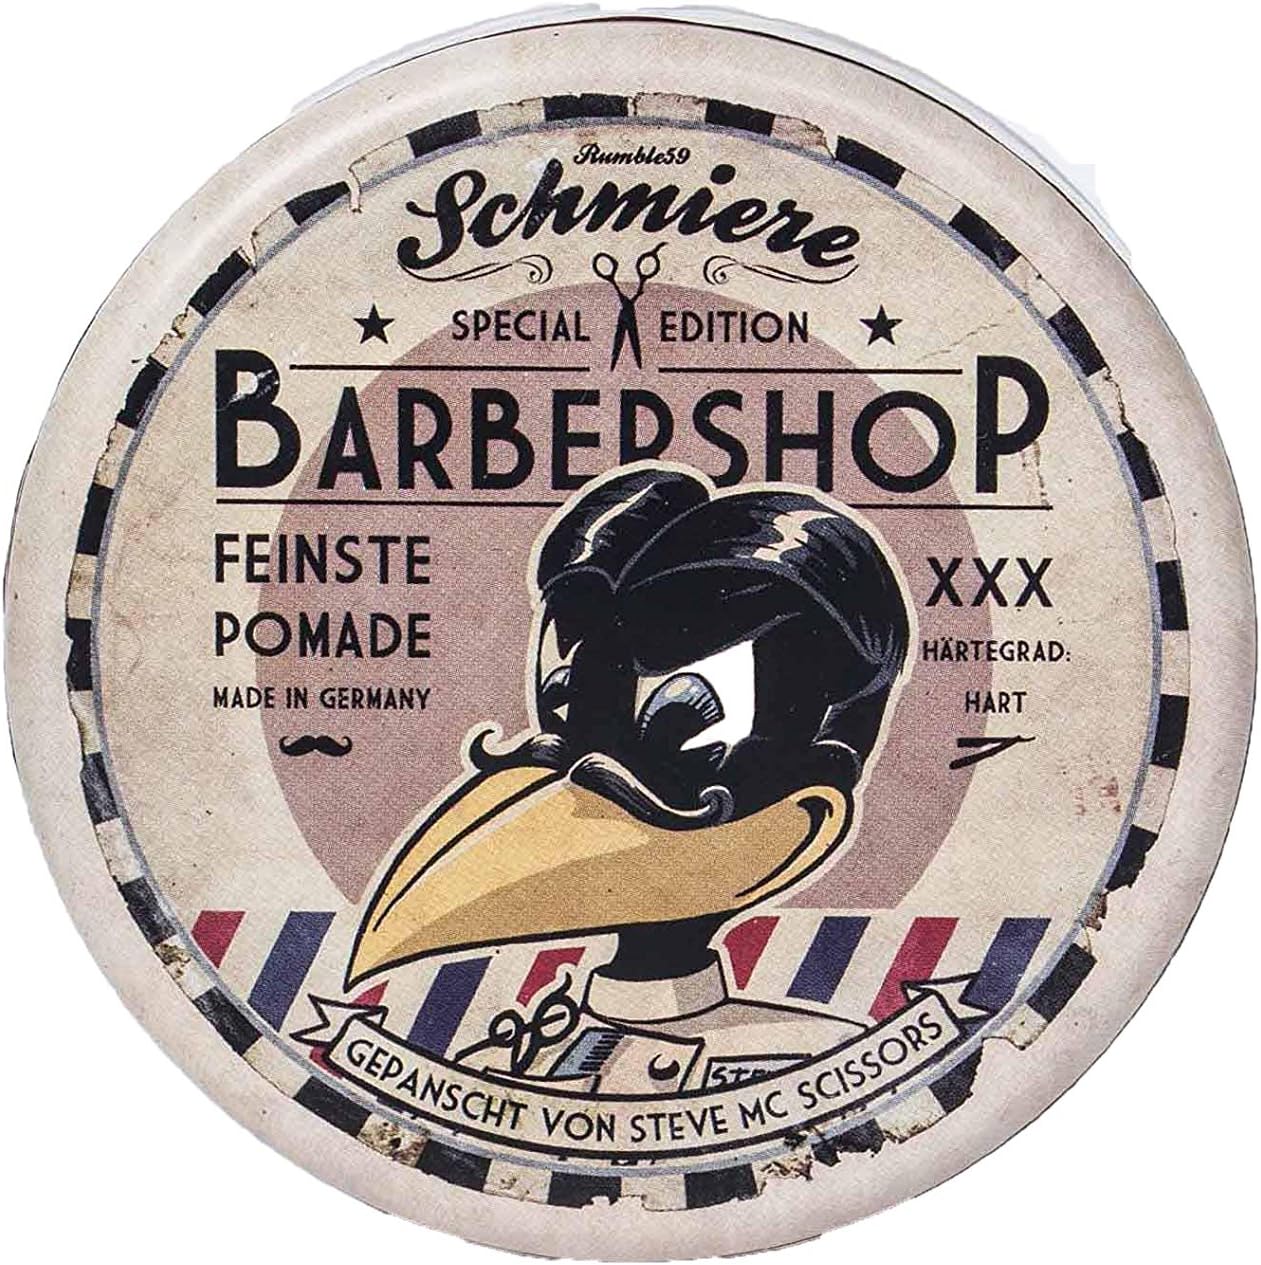 Rumble59
Schmiere
SPECIAL EDITION
BARBERSHOP
FEINSTE
POMADE
MADE IN GERMANY
XXX
HÄRTEGRAD:
HART
GEPANSCHT VON STEVE MC SCISSORS